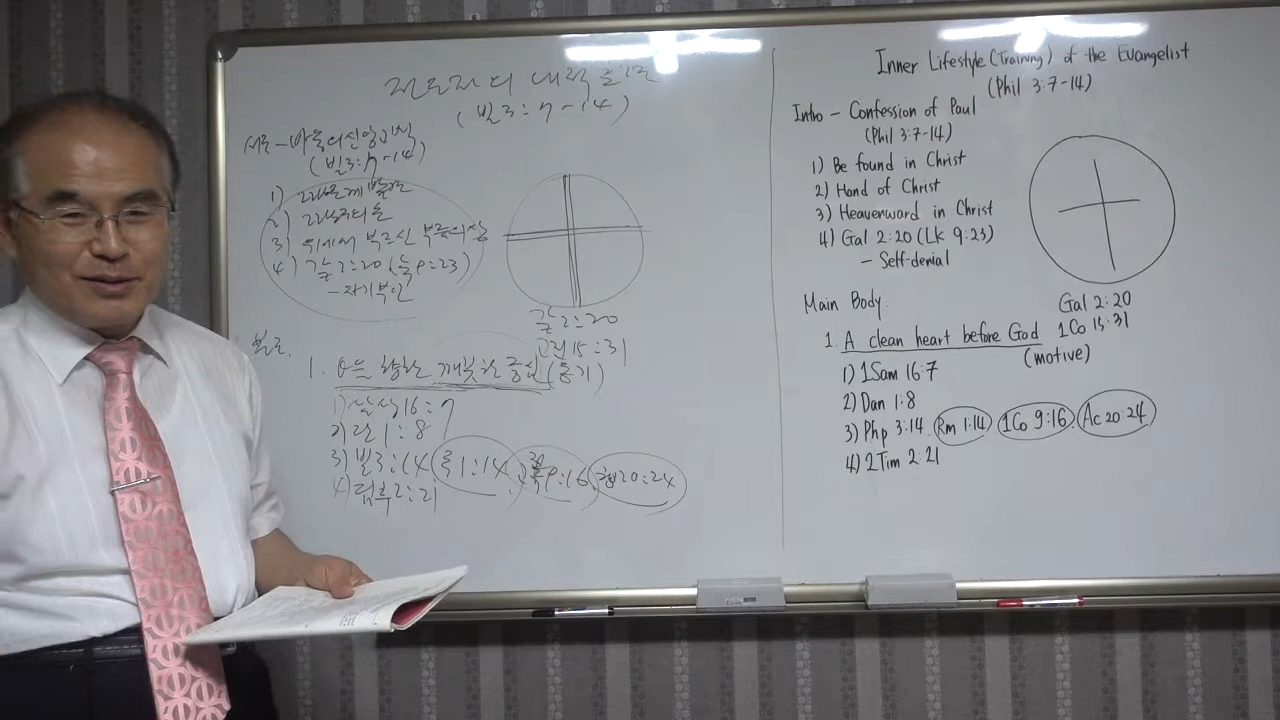 전도자의 내적훈련
(빌3:7-14)
서론-바울의 신앙고백
(빌3:7-14)
1) 그리스도께 발견
2) 그리스도의 손
3) 위에서 부르신 부름의 상
4) 갈2:20 (눅9:23)
-자기부인
갈2:20
고전15:31
본론.
1. 향한 깨끗한 중심 (동기)
1) 삼상16:7
2) 단1:8
3) 빌3:14 롬1:14, 고전9:16 행20:24
4) 딤후2:21
Inner Lifestyle (Training) of the Evangelist
(Phil 3:7-14)
Intro - Confession of Paul
(Phil 3:7-14)
1) Be found in Christ
2) Hand of Christ
3) Heavenward in Christ
4) Gal 2:20 (Lk 9:23)
- Self-denial
Gal 2:20
1Co 15:31
Main Body.
1. A clean heart before God
(motive)
1) 1Sam 16:7
2) Dan 1:8
3) Php 3:14 Rm 1:14 1Co 9:16 Ac 20:24
4) 2Tim 2:21